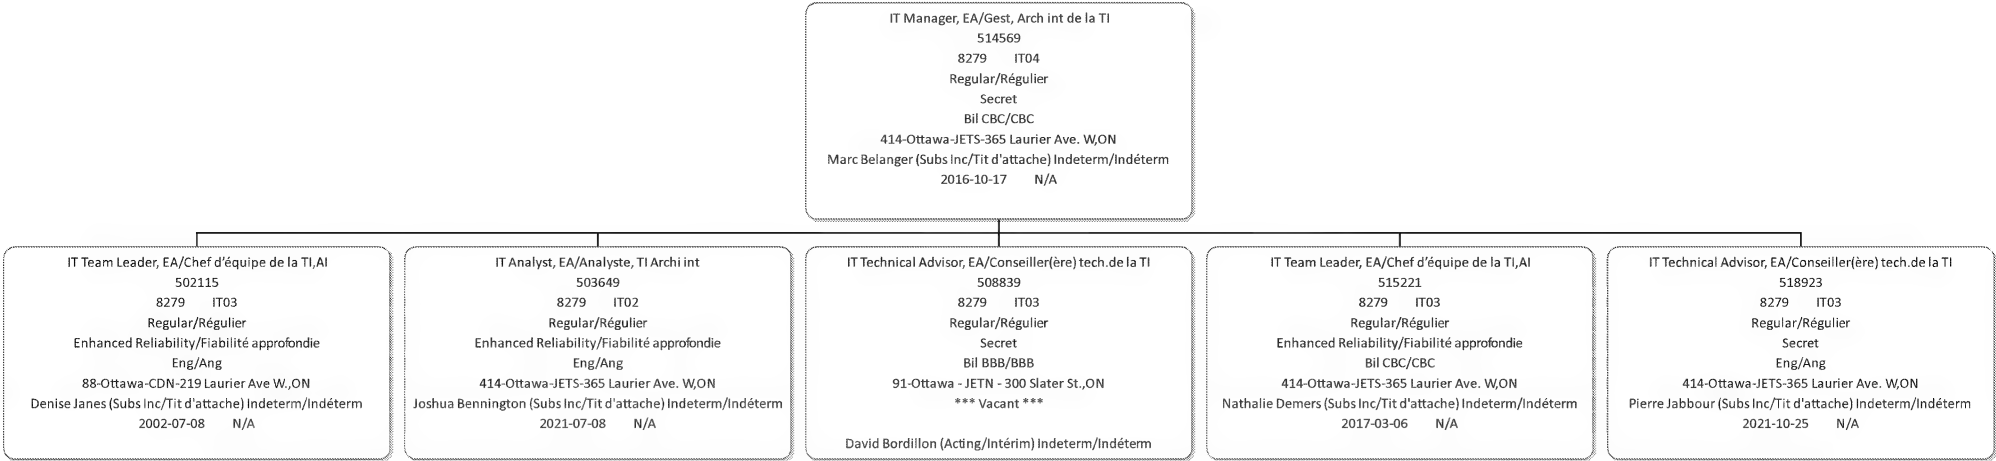 IT Manager, EA/Gest, Arch int de la TI
514569
8279 IT04
Regular/Régulier
Secret
Bil CBC/CBC
414-Ottawa-JETS-365 Laurier Ave. W,ON
Marc Belanger (Subs Inc/Tit d'attache) Indeterm/Indéterm
2016-10-17 N/A
IT Team Leader, EA/Chef d’équipe de la TI,AI
502115
8279 IT03
Regular/Régulier
Enhanced Reliability/Fiabilité approfondie
Eng/Ang
88-Ottawa-CDN-219 Laurier Ave W.,ON
Denise Janes (Subs Inc/Tit d'attache) Indeterm/Indéterm
2002-07-08 N/A
IT Analyst, EA/Analyste, TI Archi int
503649
8279 IT02
Regular/Régulier
Enhanced Reliability/Fiabilité approfondie
Eng/Ang
414-Ottawa-JETS-365 Laurier Ave. W,ON
Joshua Bennington (Subs Inc/Tit d'attache) Indeterm/Indéterm
2021-07-08 N/A
IT Technical Advisor, EA/Conseiller(ère) tech.de la TI
508839
8279 IT03
Regular/Régulier
Secret
Bil BBB/BBB
91-Ottawa - JETN - 300 Slater St.,ON
*** Vacant ***
David Bordillon (Acting/Intérim) Indeterm/Indéterm
IT Team Leader, EA/Chef d’équipe de la TI,AI
515221
8279 IT03
Regular/Régulier
Enhanced Reliability/Fiabilité approfondie
Bil CBC/CBC
414-Ottawa-JETS-365 Laurier Ave. W,ON
Nathalie Demers (Subs Inc/Tit d'attache) Indeterm/Indéterm
2017-03-06 N/A
IT Technical Advisor, EA/Conseiller(ère) tech.de la TI
518923
8279 IT03
Regular/Régulier
Secret
Eng/Ang
414-Ottawa-JETS-365 Laurier Ave. W,ON
Pierre Jabbour (Subs Inc/Tit d'attache) Indeterm/Indéterm
2021-10-25 N/A